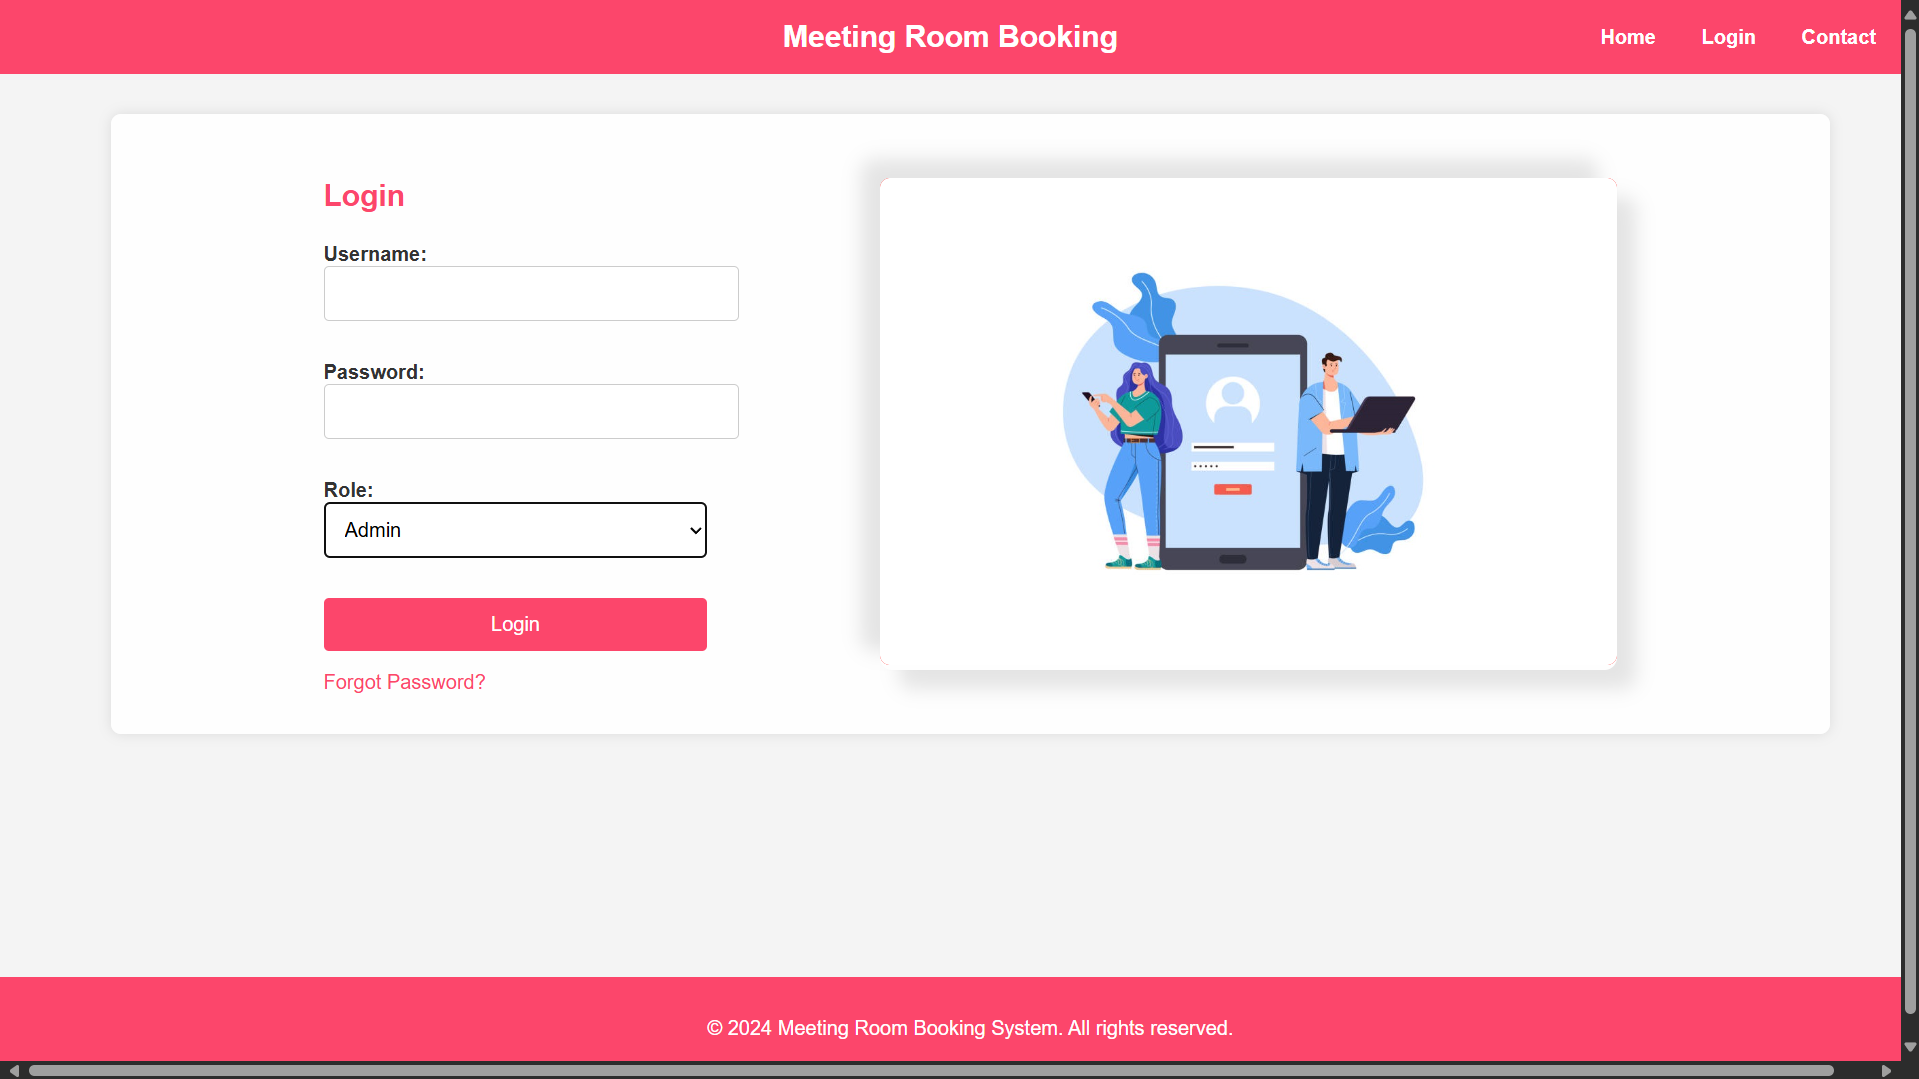 Meeting Room Booking
Home Login Contact
Login
Username:
Password:
Role:
Admin
Login
Forgot Password?
© 2024 Meeting Room Booking System. All rights reserved.